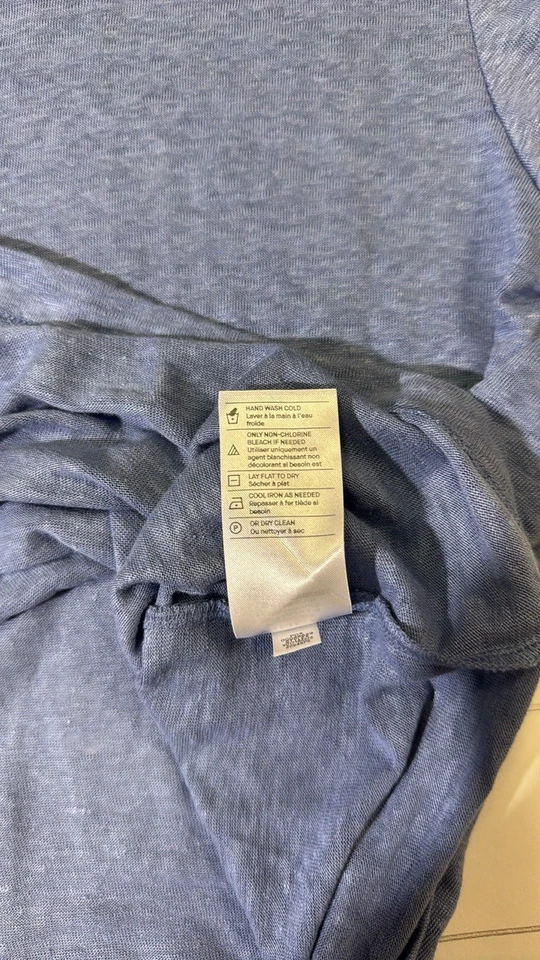 HAND WASH COLD
Laver à la main à l'eau
froide
ONLY NON-CHLORINE
BLEACH IF NEEDED
Utiliser uniquement un
agent blanchissant non
décolorant si besoin est
LAY FLAT TO DRY
Sécher à plat
COOL IRON AS NEEDED
Repasser à fer tiède si
besoin
P
OR DRY CLEAN
Ou nettoyer à sec